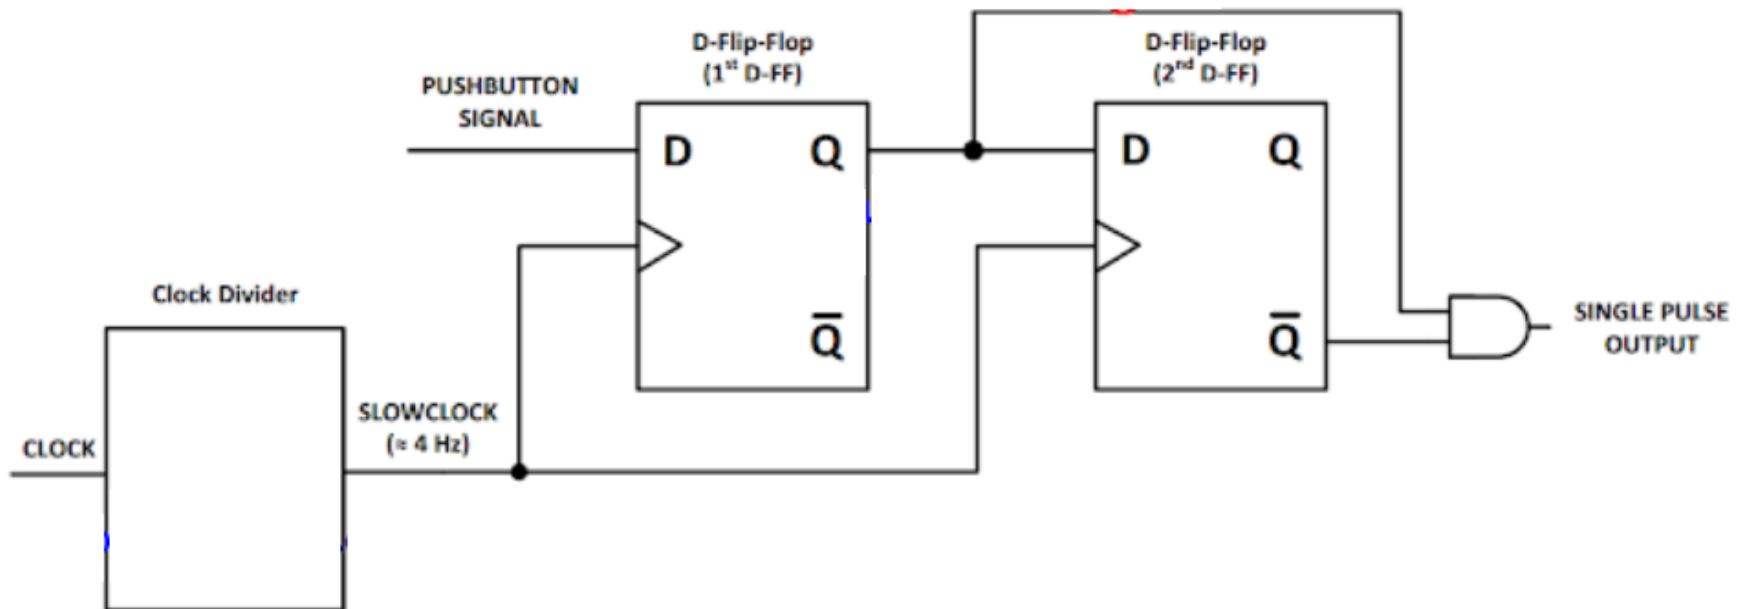 D-Flip-Flop
(1st D-FF)
D-Flip-Flop
(2nd D-FF)
PUSHBUTTON
SIGNAL
D Q
D Q
Q̅
Q̅
Clock Divider
SINGLE PULSE
OUTPUT
SLOWCLOCK
(≈ 4 Hz)
CLOCK